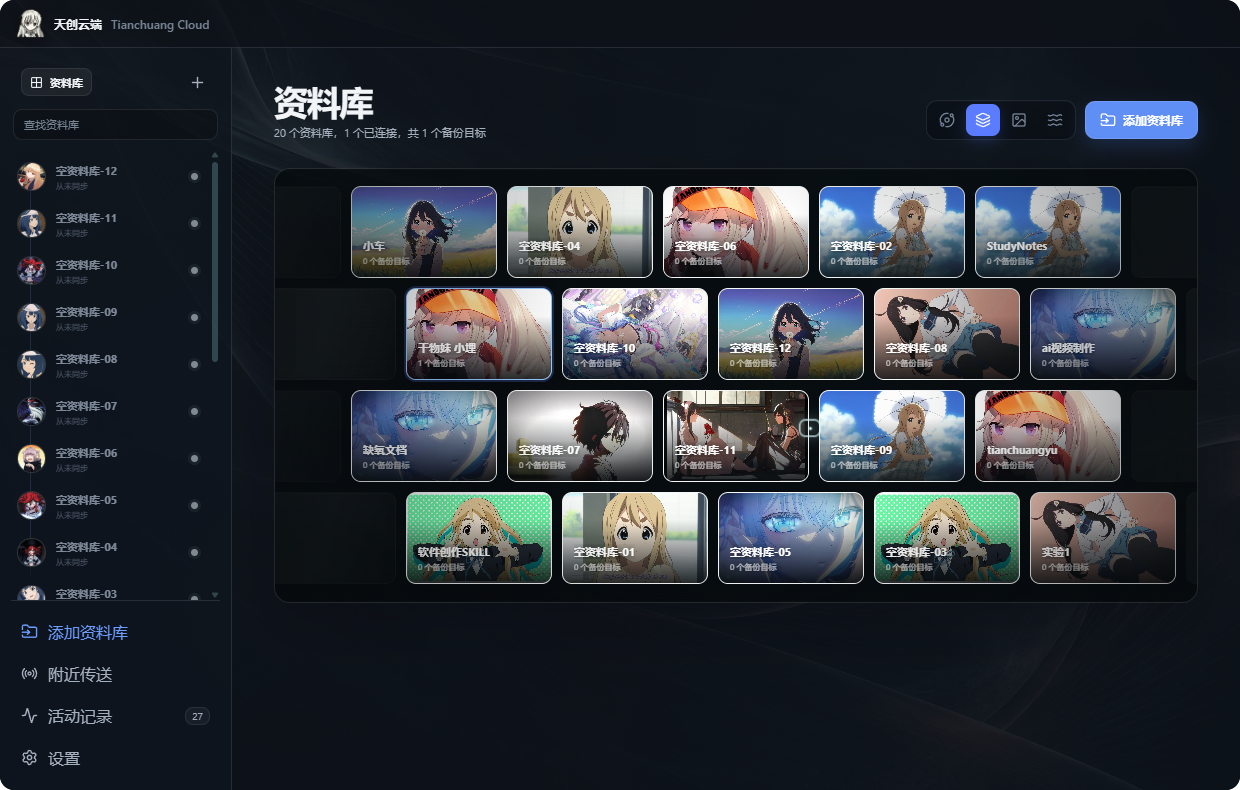 天创云端 Tianchuang Cloud
资料库
查找资料库
空资料库-12
从未同步
空资料库-11
从未同步
空资料库-10
从未同步
空资料库-09
从未同步
空资料库-08
从未同步
空资料库-07
从未同步
空资料库-06
从未同步
空资料库-05
从未同步
空资料库-04
从未同步
空资料库-03
添加资料库
附近传送
活动记录 27
设置
资料库
20 个资料库，1 个已连接，共 1 个备份目标
添加资料库
小车
0 个备份目标
空资料库-04
0 个备份目标
空资料库-06
0 个备份目标
空资料库-02
0 个备份目标
StudyNotes
0 个备份目标
干物妹 小埋
1 个备份目标
空资料库-10
0 个备份目标
空资料库-12
0 个备份目标
空资料库-08
0 个备份目标
ai视频制作
0 个备份目标
缺氧文档
0 个备份目标
空资料库-07
0 个备份目标
空资料库-11
0 个备份目标
空资料库-09
0 个备份目标
tianchuangyu
0 个备份目标
软件创作SKILL
0 个备份目标
空资料库-01
0 个备份目标
空资料库-05
0 个备份目标
空资料库-03
0 个备份目标
实验1
0 个备份目标